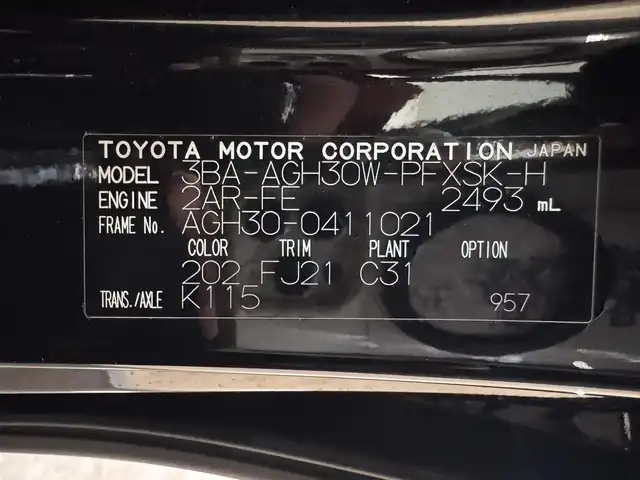 TOYOTA MOTOR CORPORATION JAPAN
MODEL 3BA-AGH30W-PFXSK-H
ENGINE 2AR-FE 2493 mL
FRAME No. AGH30-0411021
COLOR TRIM PLANT OPTION
202 FJ21 C31
TRANS./AXLE K115 957